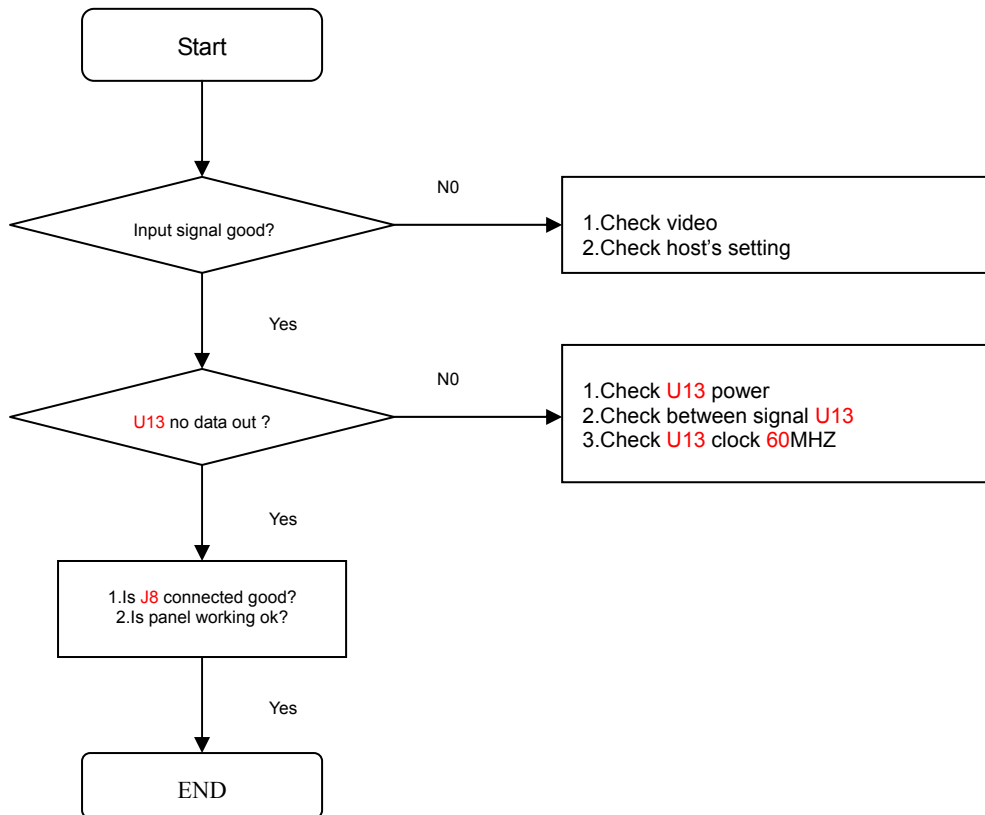 Start
Input signal good?
N0
1.Check video
2.Check host's setting
Yes
U13 no data out ?
N0
1.Check U13 power
2.Check between signal U13
3.Check U13 clock 60MHZ
Yes
1.Is J8 connected good?
2.Is panel working ok?
Yes
END